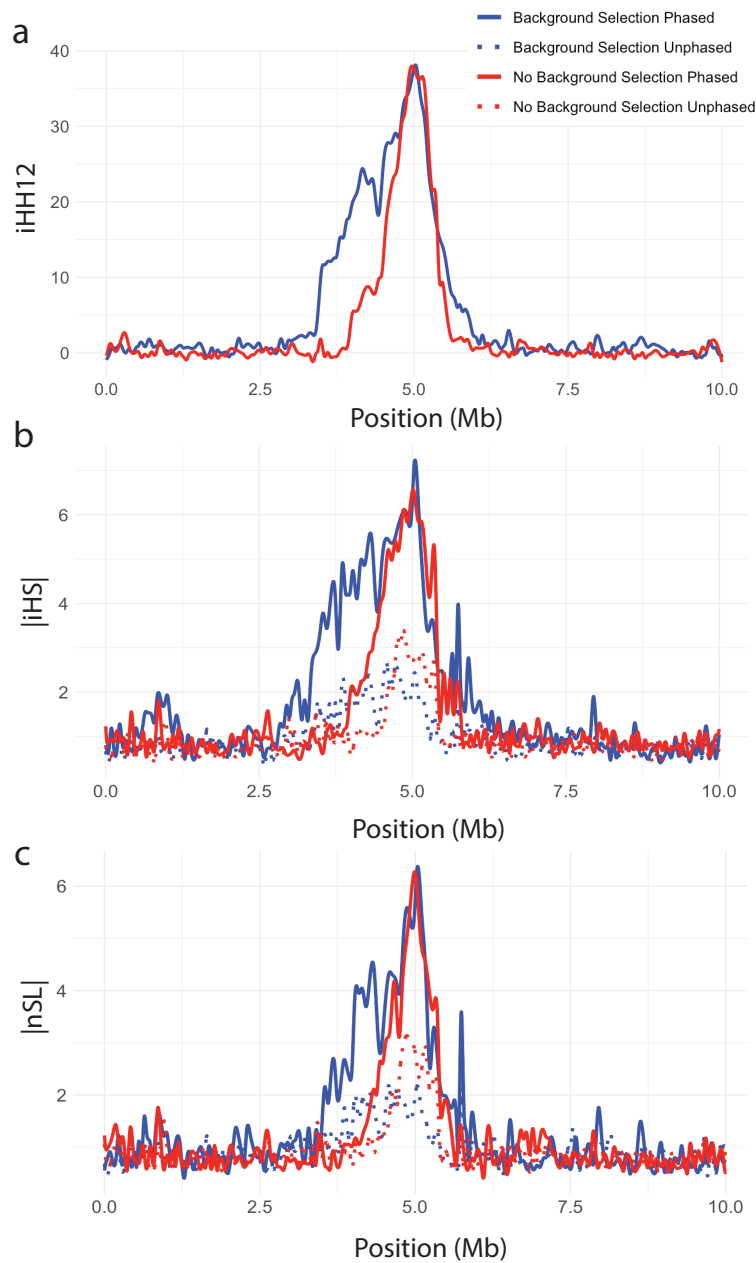 a
Background Selection Phased
Background Selection Unphased
No Background Selection Phased
No Background Selection Unphased
40
30
20
10
0
iHH12
0.0 2.5 5.0 7.5 10.0
Position (Mb)
b
6
4
2
|iHS|
0.0 2.5 5.0 7.5 10.0
Position (Mb)
c
6
4
2
|nSL|
0.0 2.5 5.0 7.5 10.0
Position (Mb)